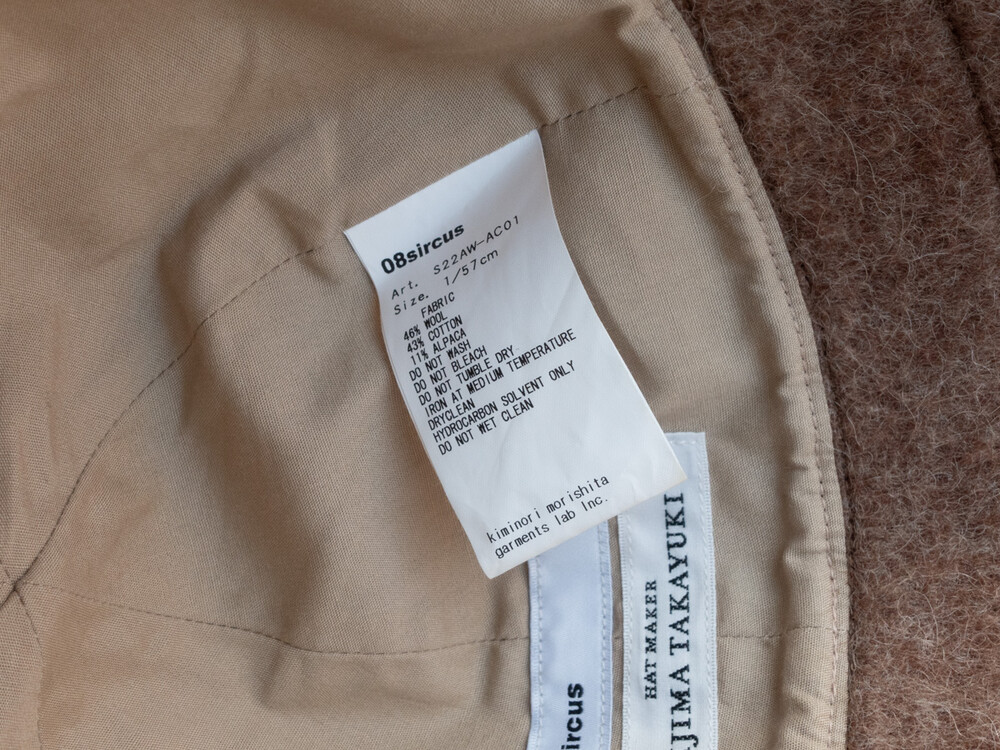 08sircus
Art. S22AW-AC01
Size. 1/57cm
FABRIC
46% WOOL
43% COTTON
11% ALPACA
DO NOT WASH
DO NOT BLEACH
DO NOT TUMBLE DRY
IRON AT MEDIUM TEMPERATURE
DRYCLEAN
HYDROCARBON SOLVENT ONLY
DO NOT WET CLEAN
kiminori morishita
garments lab Inc.
HAT MAKER
TAKAYUKI